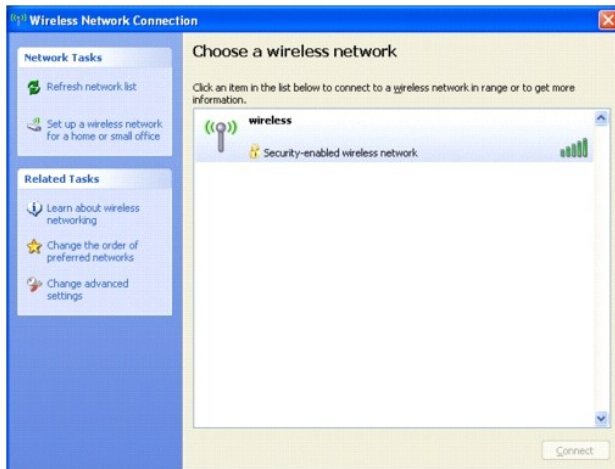 Wireless Network Connection
Network Tasks
Refresh network list
Set up a wireless network
for a home or small office
Related Tasks
Learn about wireless
networking
Change the order of
preferred networks
Change advanced
settings
Choose a wireless network
Click an item in the list below to connect to a wireless network in range or to get more
information.
wireless
Security-enabled wireless network
Connect